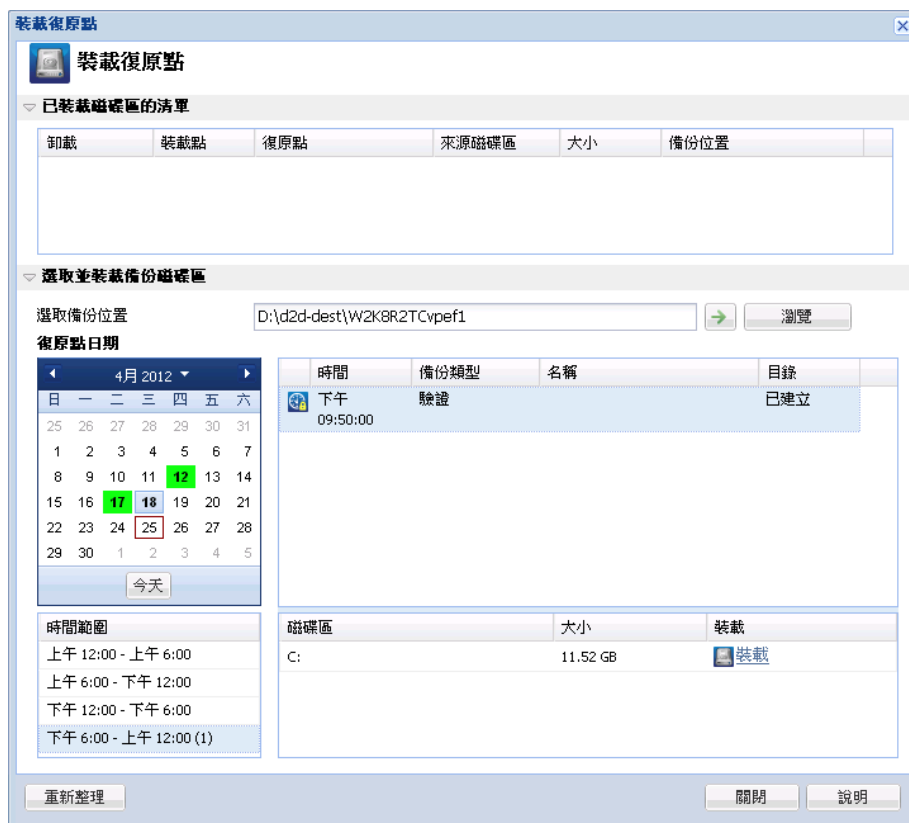 裝載復原點
裝載復原點
已裝載磁碟區的清單
卸載 裝載點 復原點 來源磁碟區 大小 備份位置
選取並裝載備份磁碟區
選取備份位置 D:\d2d-dest\W2K8R2TCvpef1 瀏覽
復原點日期
4月 2012
日 一 二 三 四 五 六
25 26 27 28 29 30 31
1 2 3 4 5 6 7
8 9 10 11 12 13 14
15 16 17 18 19 20 21
22 23 24 25 26 27 28
29 30 1 2 3 4 5
今天
時間 備份類型 名稱 目錄
下午 驗證 已建立
09:50:00
時間範圍
上午 12:00 - 上午 6:00
上午 6:00 - 下午 12:00
下午 12:00 - 下午 6:00
下午 6:00 - 上午 12:00 (1)
磁碟區 大小 裝載
C: 11.52 GB 裝載
重新整理 關閉 說明